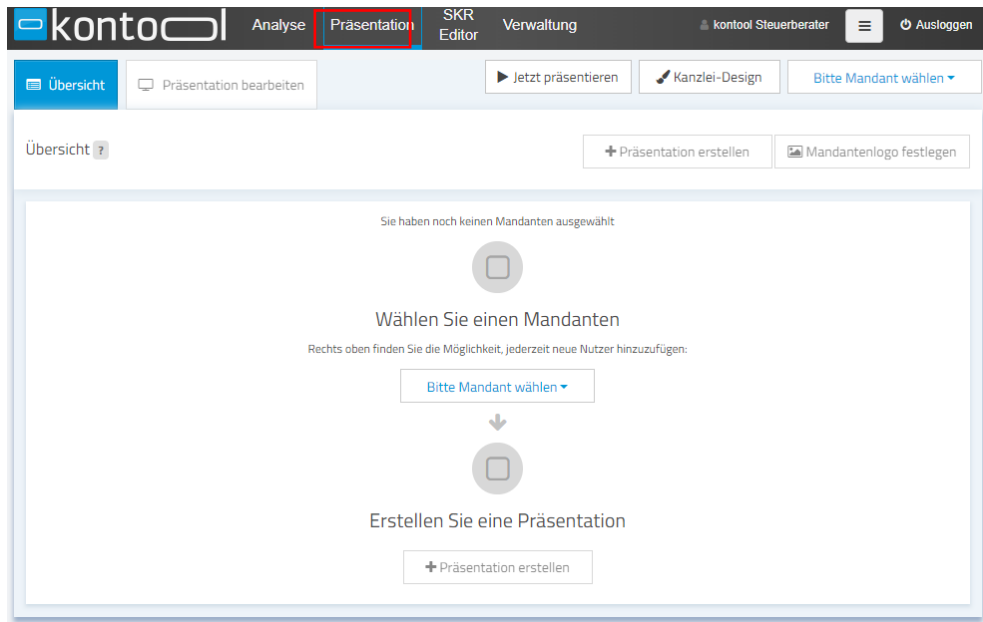 kontool
Analyse
Präsentation
SKR
Editor
Verwaltung
kontool Steuerberater
Ausloggen
Übersicht
Präsentation bearbeiten
Jetzt präsentieren
Kanzlei-Design
Bitte Mandant wählen
Übersicht ?
+ Präsentation erstellen
Mandantenlogo festlegen
Sie haben noch keinen Mandanten ausgewählt
Wählen Sie einen Mandanten
Rechts oben finden Sie die Möglichkeit, jederzeit neue Nutzer hinzuzufügen:
Bitte Mandant wählen
Erstellen Sie eine Präsentation
+ Präsentation erstellen